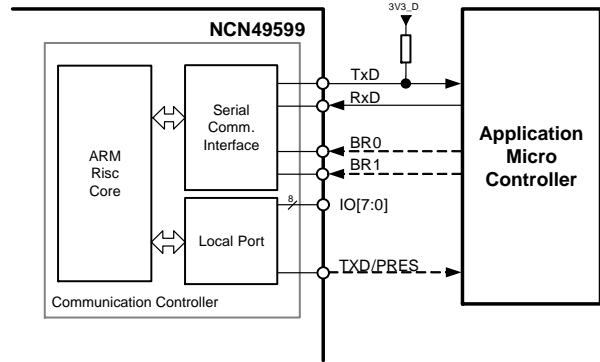 3V3_D
NCN49599
TxD
RxD
Serial
Comm.
Interface
BR0
BR1
ARM
Risc
Core
Application
Micro
Controller
8
IO[7:0]
Local Port
TXD/PRES
Communication Controller